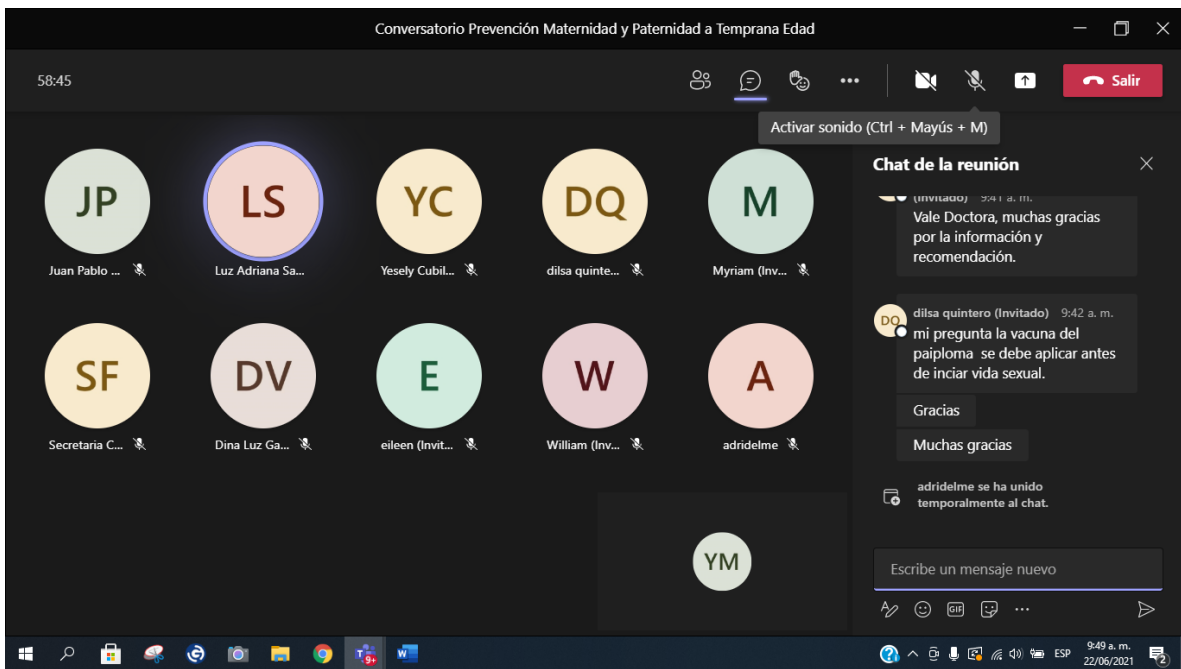 Conversatorio Prevención Maternidad y Paternidad a Temprana Edad
58:45
Salir
Activar sonido (Ctrl + Mayús + M)
JP
LS
YC
DQ
M
Juan Pablo ...
Luz Adriana Sa...
Yesely Cubil...
dilsa quinte...
Myriam (Inv...
SF
DV
E
W
A
Secretaria C...
Dina Luz Ga...
eileen (Invit...
William (Inv...
adridelme
YM
Chat de la reunión
(Invitado) 9:41 a. m.
Vale Doctora, muchas gracias
por la información y
recomendación.
DQ
dilsa quintero (Invitado) 9:42 a. m.
mi pregunta la vacuna del
paiploma se debe aplicar antes
de inciar vida sexual.
Gracias
Muchas gracias
adridelme se ha unido
temporalmente al chat.
Escribe un mensaje nuevo
GIF
9+
W
ESP
9:49 a. m.
22/06/2021
2